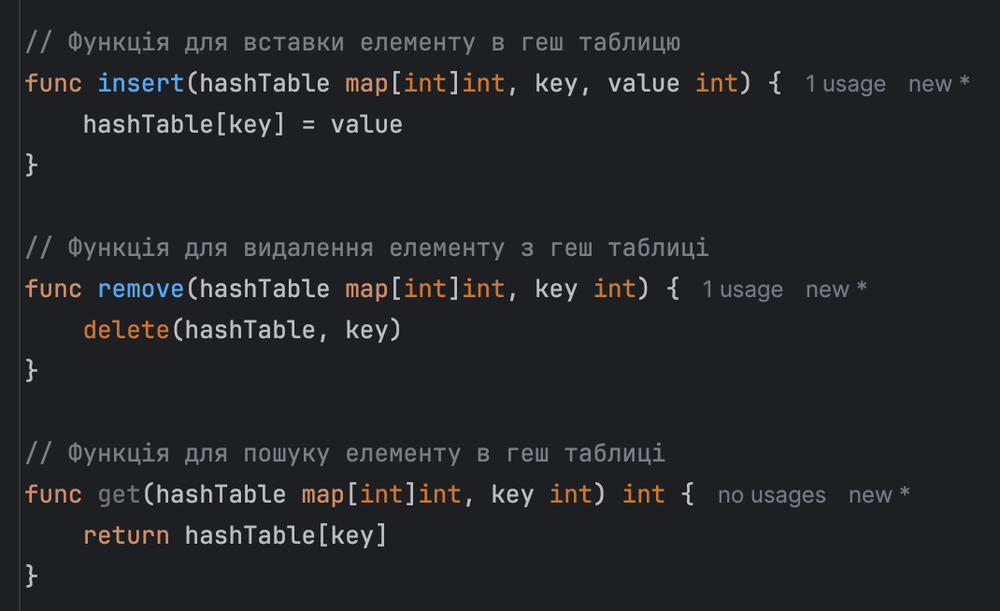 // Функція для вставки елементу в геш таблицю
func insert(hashTable map[int]int, key, value int) { 1 usage new *
    hashTable[key] = value
}
// Функція для видалення елементу з геш таблиці
func remove(hashTable map[int]int, key int) { 1 usage new *
    delete(hashTable, key)
}
// Функція для пошуку елементу в геш таблиці
func get(hashTable map[int]int, key int) int { no usages new *
    return hashTable[key]
}